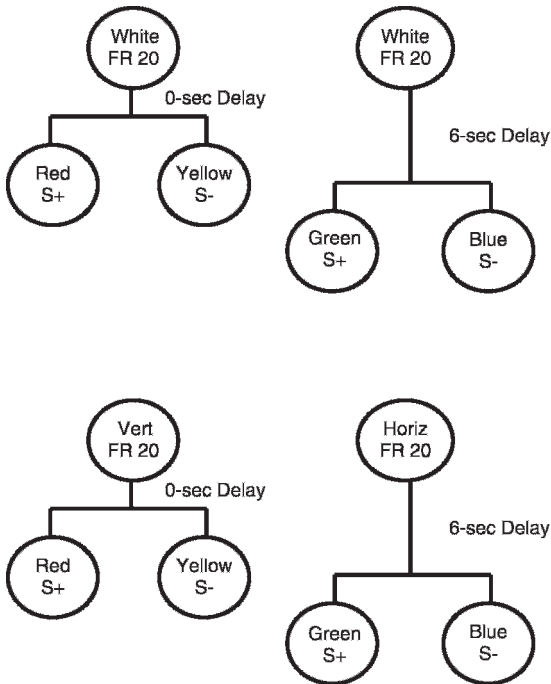 White
FR 20
0-sec Delay
Red
S+
Yellow
S-
White
FR 20
6-sec Delay
Green
S+
Blue
S-
Vert
FR 20
0-sec Delay
Red
S+
Yellow
S-
Horiz
FR 20
6-sec Delay
Green
S+
Blue
S-